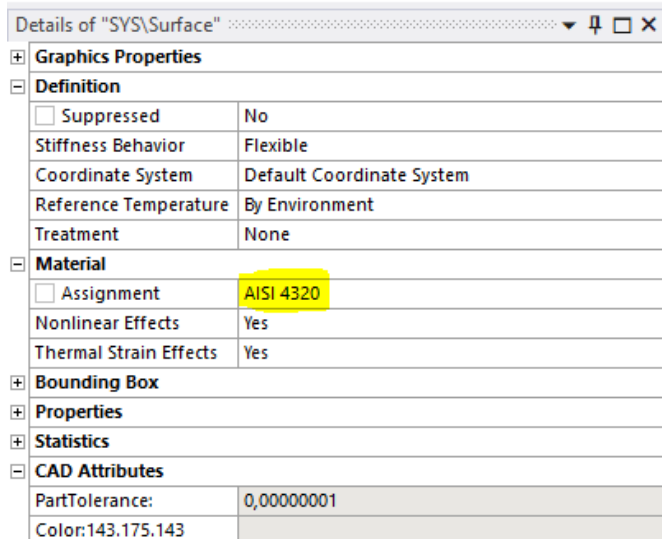 Details of "SYS\Surface"
Graphics Properties
Definition
Suppressed No
Stiffness Behavior Flexible
Coordinate System Default Coordinate System
Reference Temperature By Environment
Treatment None
Material
Assignment AISI 4320
Nonlinear Effects Yes
Thermal Strain Effects Yes
Bounding Box
Properties
Statistics
CAD Attributes
PartTolerance: 0,00000001
Color:143.175.143